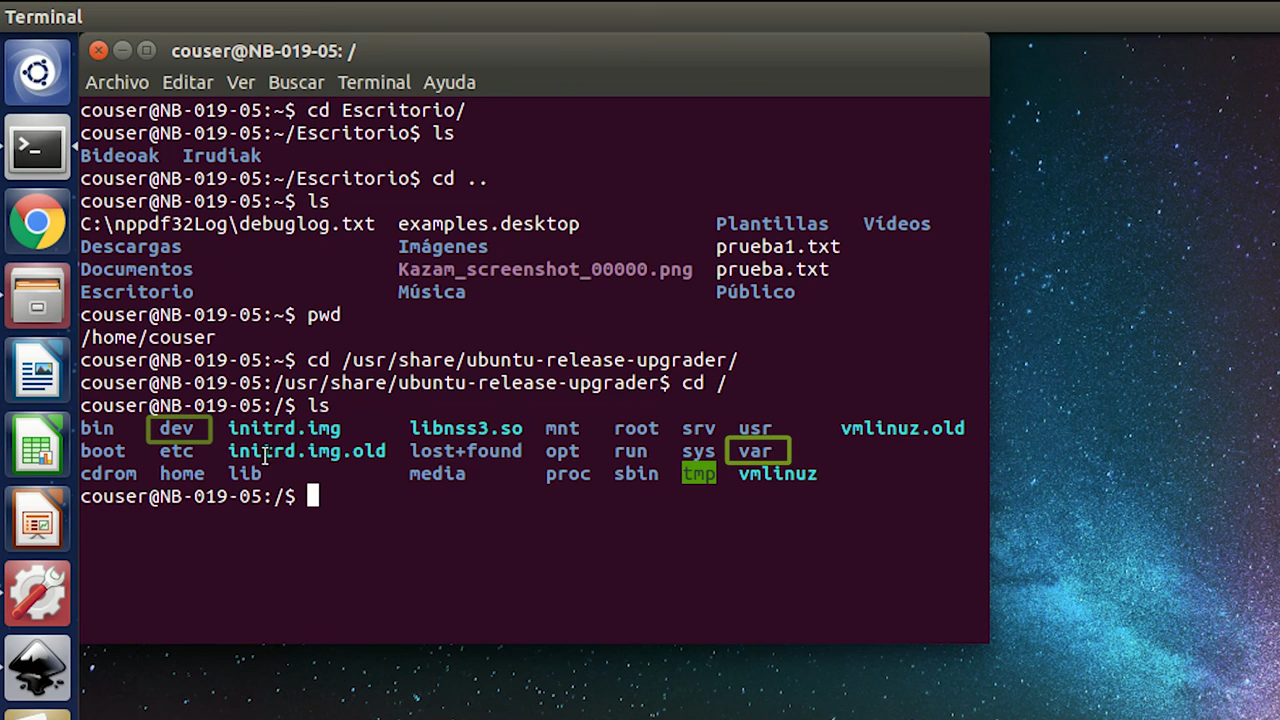 Terminal
couser@NB-019-05: /
Archivo Editar Ver Buscar Terminal Ayuda
couser@NB-019-05:~$ cd Escritorio/
couser@NB-019-05:~/Escritorio$ ls
Bideoak Irudiak
couser@NB-019-05:~/Escritorio$ cd ..
couser@NB-019-05:~$ ls
C:\nppdf32Log\debuglog.txt examples.desktop Plantillas Vídeos
Descargas Imágenes prueba1.txt
Documentos Kazam_screenshot_00000.png prueba.txt
Escritorio Música Público
couser@NB-019-05:~$ pwd
/home/couser
couser@NB-019-05:~$ cd /usr/share/ubuntu-release-upgrader/
couser@NB-019-05:/usr/share/ubuntu-release-upgrader$ cd /
couser@NB-019-05:/$ ls
bin dev initrd.img libnss3.so mnt root srv usr vmlinuz.old
boot etc initrd.img.old lost+found opt run sys var
cdrom home lib media proc sbin tmp vmlinuz
couser@NB-019-05:/$